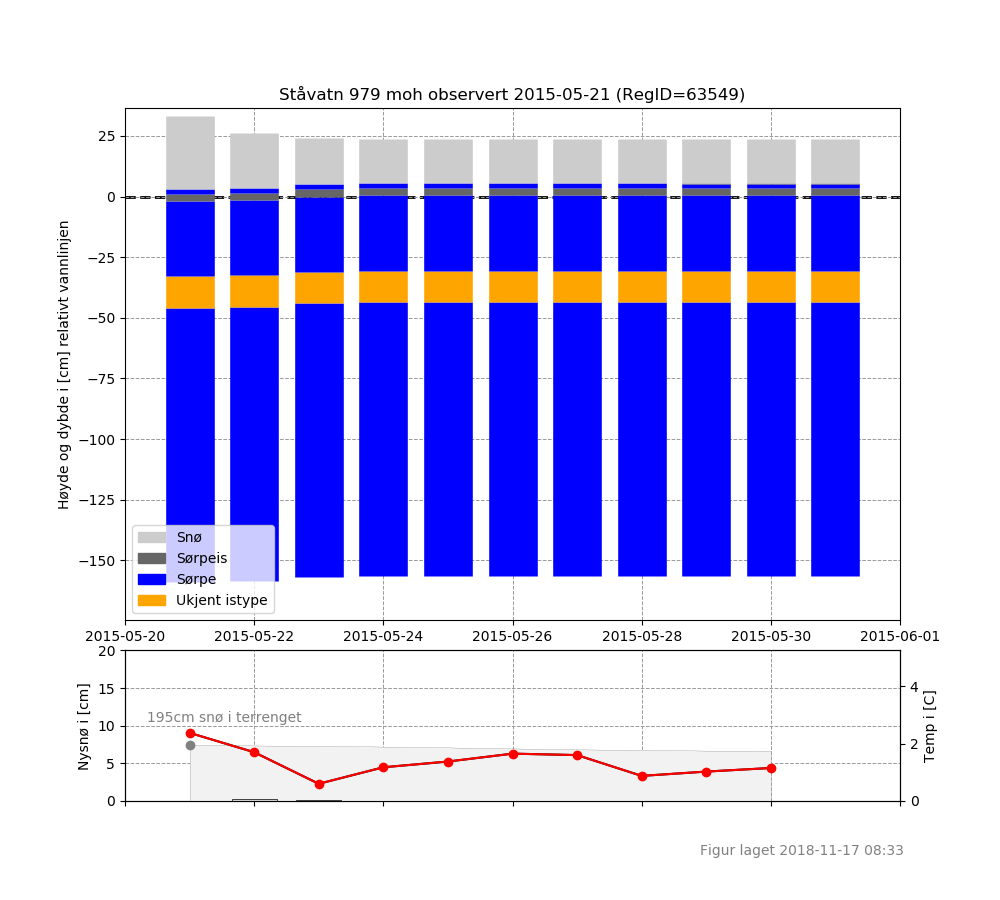 Ståvatn 979 moh observert 2015-05-21 (RegID=63549)
Høyde og dybde i [cm] relativt vannlinjen
25
0
−25
−50
−75
−100
−125
−150
Snø
Sørpeis
Sørpe
Ukjent istype
2015-05-20 2015-05-22 2015-05-24 2015-05-26 2015-05-28 2015-05-30 2015-06-01
Nysnø i [cm]
20
15
10
5
0
195cm snø i terrenget
4
2
0
Temp i [C]
Figur laget 2018-11-17 08:33